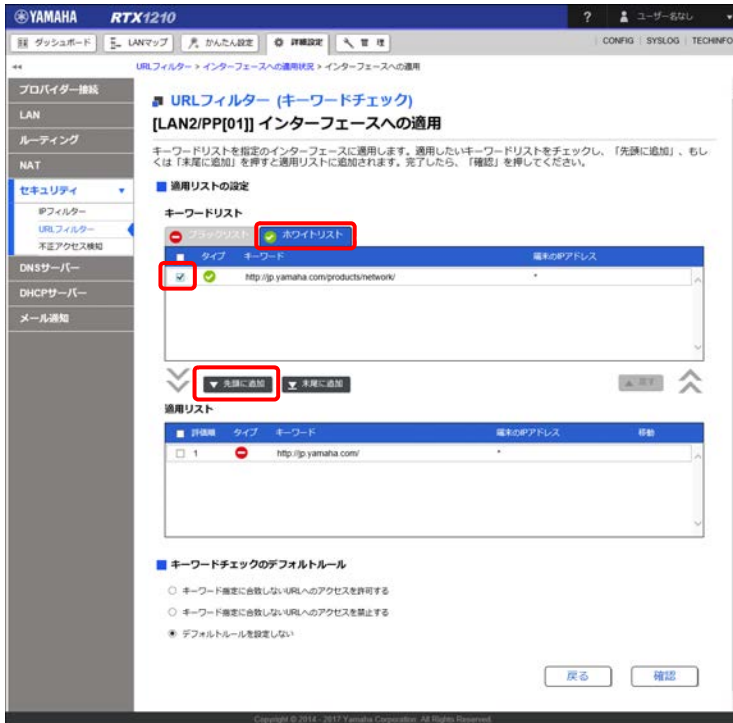 YAMAHA RTX1210 ? ユーザー名なし
ダッシュボード LANマップ かんたん設定 詳細設定 管 理 CONFIG SYSLOG TECHINFO
URLフィルター > インターフェースへの適用状況 > インターフェースへの適用
プロバイダー接続
LAN
ルーティング
NAT
セキュリティ
IPフィルター
URLフィルター
不正アクセス検知
DNSサーバー
DHCPサーバー
メール通知
URLフィルター (キーワードチェック)
[LAN2/PP[01]] インターフェースへの適用
キーワードリストを指定のインターフェースに適用します。適用したいキーワードリストをチェックし、「先頭に追加」、もし
くは「末尾に追加」を押すと適用リストに追加されます。完了したら、「確認」を押してください。
適用リストの設定
キーワードリスト
ブラックリスト ホワイトリスト
タイプ キーワード 端末のIPアドレス
http://jp.yamaha.com/products/network/ *
先頭に追加 末尾に追加 戻す
適用リスト
評価順 タイプ キーワード 端末のIPアドレス 移動
1 http://jp.yamaha.com/ *
キーワードチェックのデフォルトルール
キーワード指定に合致しないURLへのアクセスを許可する
キーワード指定に合致しないURLへのアクセスを禁止する
デフォルトルールを設定しない
戻る 確認
Copyright © 2014 - 2017 Yamaha Corporation. All Rights Reserved.